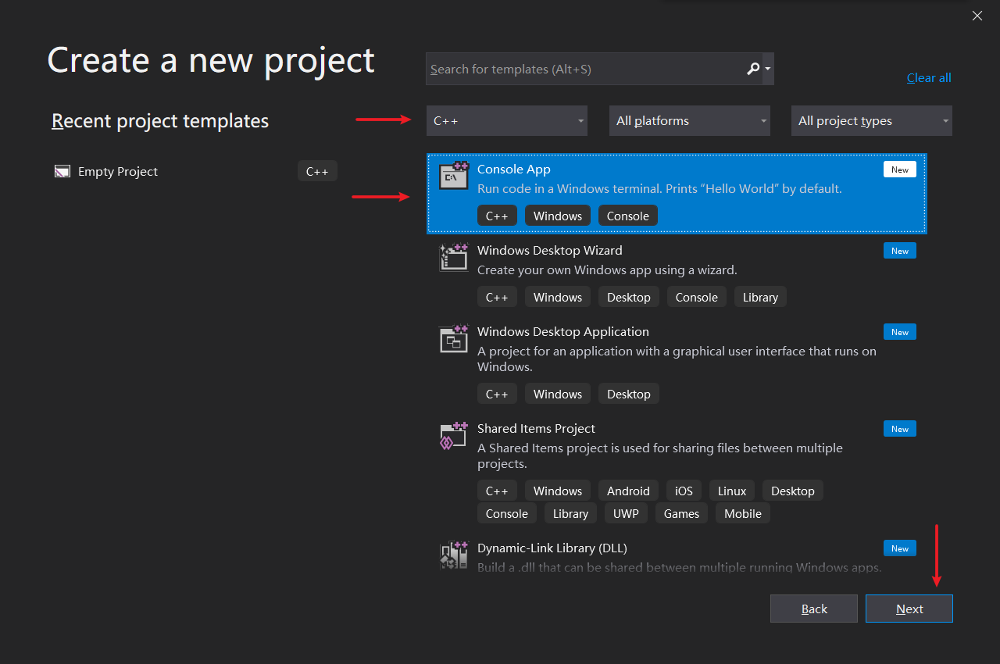 Create a new project
Search for templates (Alt+S)
Clear all
Recent project templates
C++
All platforms
All project types
Empty Project
C++
C:\
Console App
New
Run code in a Windows terminal. Prints “Hello World” by default.
C++ Windows Console
Windows Desktop Wizard
New
Create your own Windows app using a wizard.
C++ Windows Desktop Console Library
Windows Desktop Application
New
A project for an application with a graphical user interface that runs on
Windows.
C++ Windows Desktop
Shared Items Project
New
A Shared Items project is used for sharing files between multiple
projects.
C++ Windows Android iOS Linux Desktop
Console Library UWP Games Mobile
Dynamic-Link Library (DLL)
New
Build a .dll that can be shared between multiple running Windows apps.
Back
Next